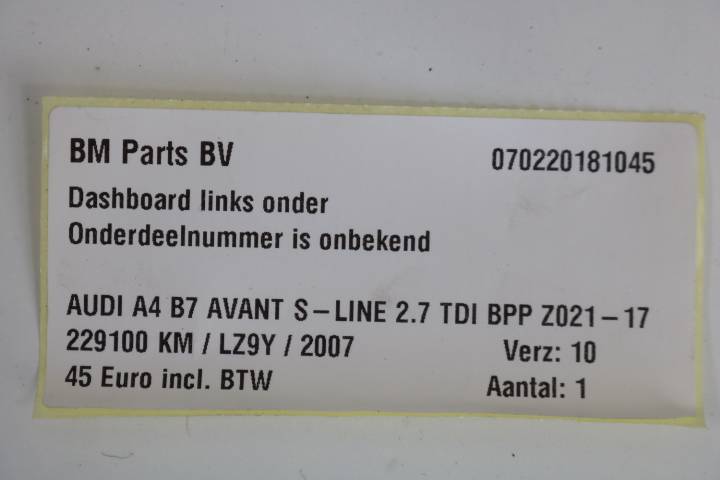 BM Parts BV 070220181045
Dashboard links onder
Onderdeelnummer is onbekend
AUDI A4 B7 AVANT S-LINE 2.7 TDI BPP Z021-17
229100 KM / LZ9Y / 2007 Verz: 10
45 Euro incl. BTW Aantal: 1